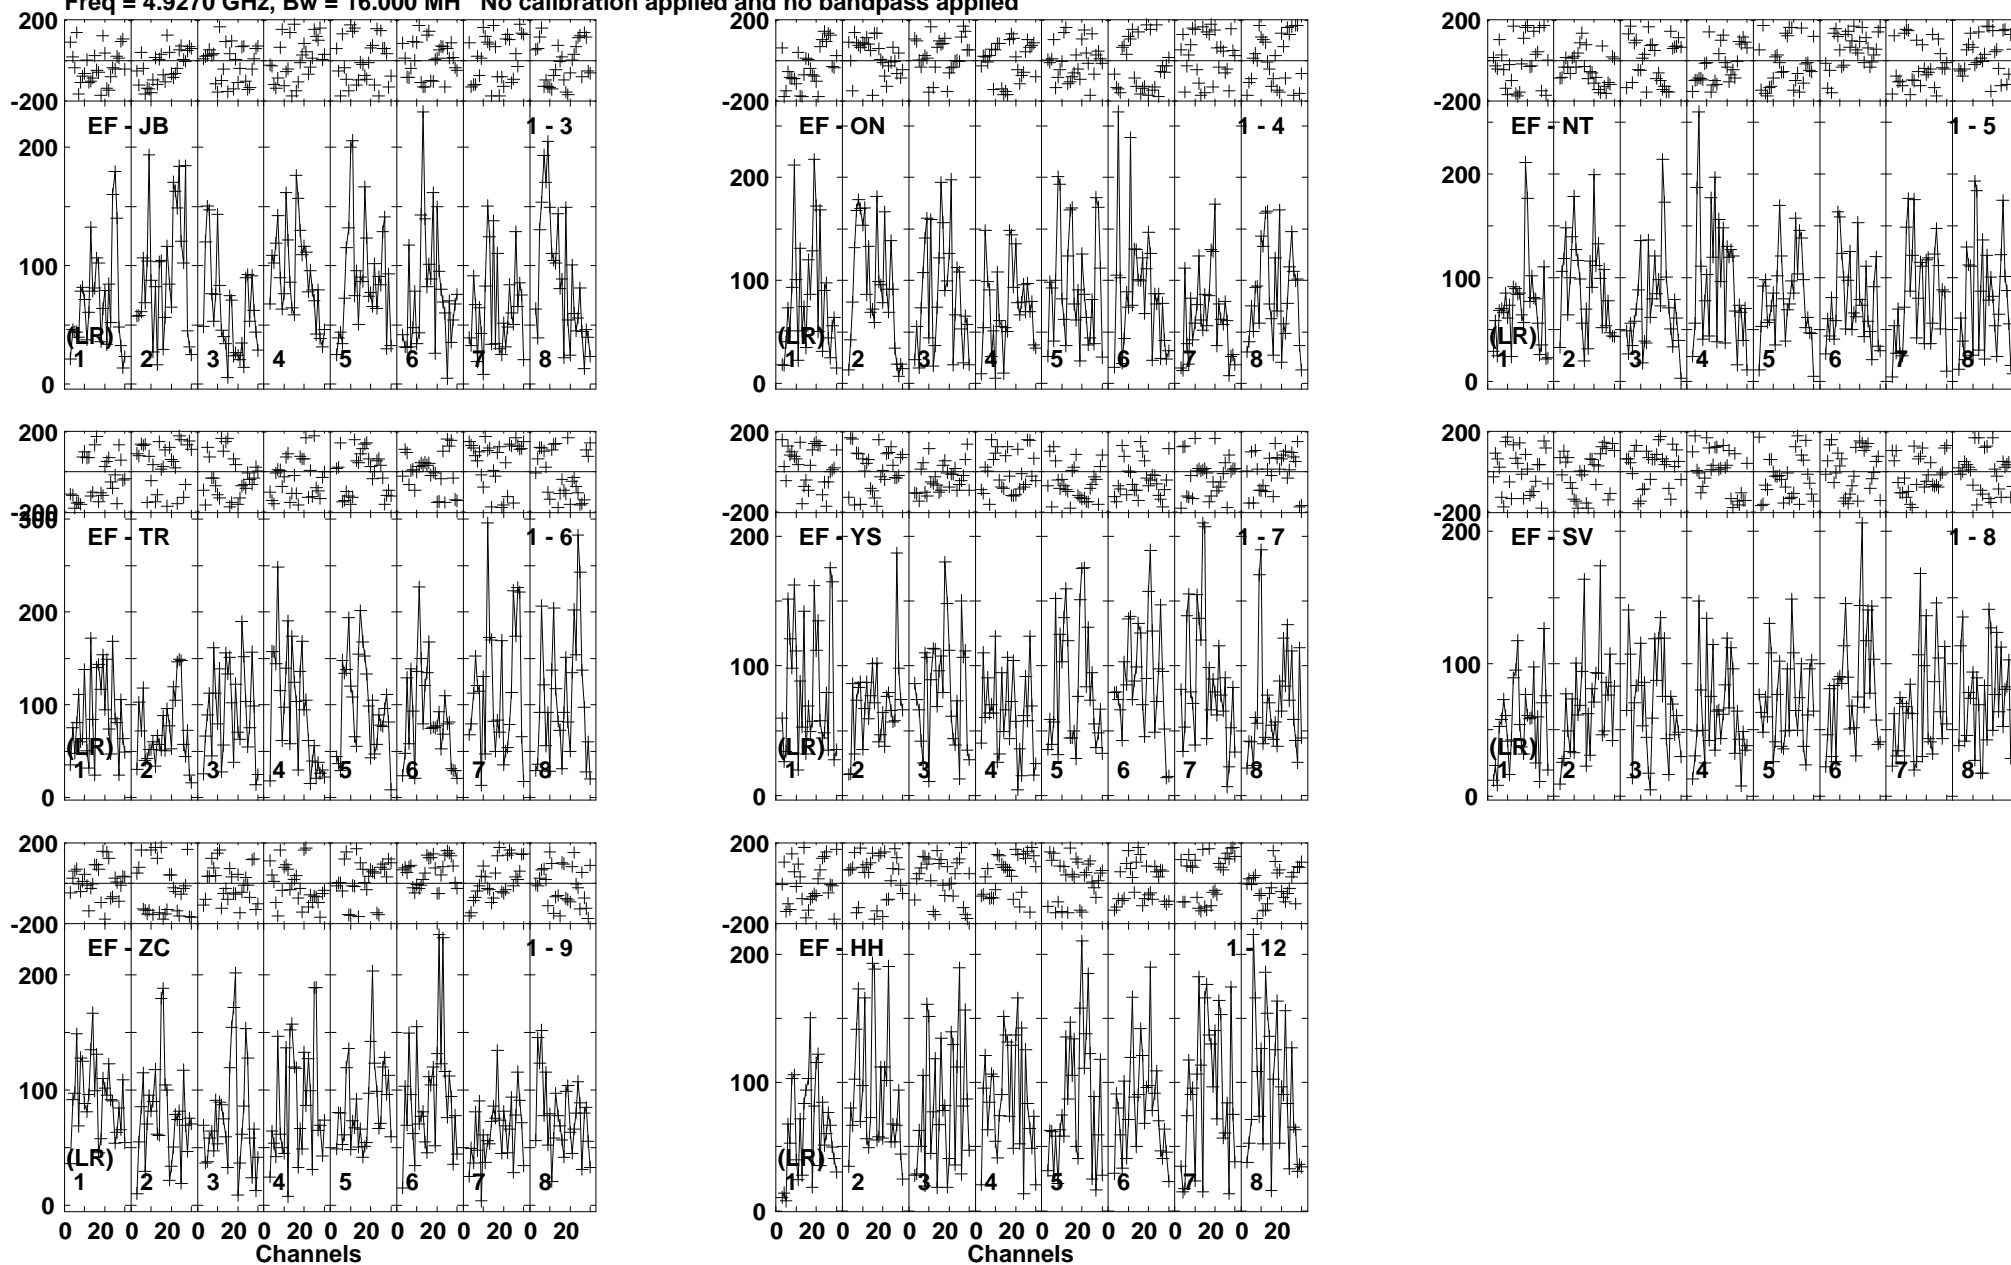 Freq = 4.9270 GHz, Bw = 16.000 MH No calibration applied and no bandpass applied
200 200 200
-200 -200 -200
EF - JB 1 - 3 EF - ON 1 - 4 EF - NT 1 - 5
200 200 200
100 100 100
(LR) (LR) (LR)
1 2 3 4 5 6 7 8 1 2 3 4 5 6 7 8 1 2 3 4 5 6 7 8
0 0 0
200 200 200
-200 -200 -200
300
EF - TR 1 - 6 EF - YS 1 - 7 EF - SV 1 - 8
200 200 200
100 100 100
(LR) (LR) (LR)
1 2 3 4 5 6 7 8 1 2 3 4 5 6 7 8 1 2 3 4 5 6 7 8
0 0 0
200 200
-200 -200
EF - ZC 1 - 9 EF - HH 1 - 12
200 200
100 100
(LR) (LR)
1 2 3 4 5 6 7 8 1 2 3 4 5 6 7 8
0 0
0 20 0 20 0 20 0 20 0 20 0 20 0 20 0 20 0 20 0 20 0 20 0 20 0 20 0 20 0 20 0 20
Channels Channels